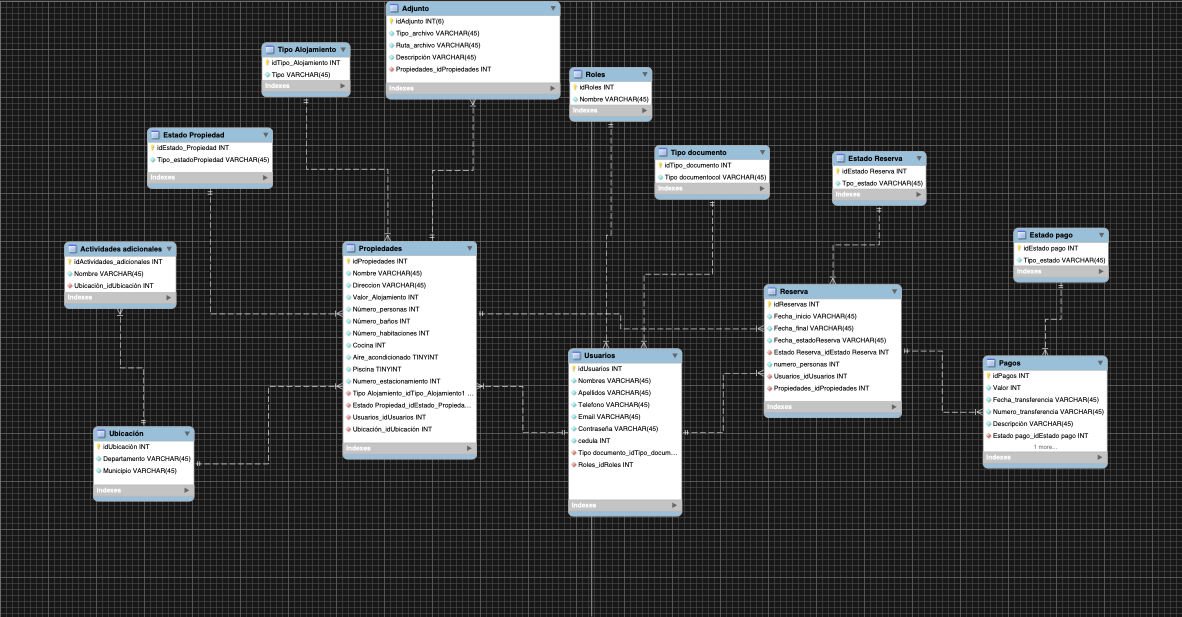 Adjunto
idAdjunto INT(6)
Tipo_archivo VARCHAR(45)
Ruta_archivo VARCHAR(45)
Descripción VARCHAR(45)
Propiedades_idPropiedades INT
Indexes
Tipo Alojamiento
idTipo_Alojamiento INT
Tipo VARCHAR(45)
Indexes
Roles
idRoles INT
Nombre VARCHAR(45)
Indexes
Estado Propiedad
idEstado_Propiedad INT
Tipo_estadoPropiedad VARCHAR(45)
Indexes
Tipo documento
idTipo_documento INT
Tipo documentocol VARCHAR(45)
Indexes
Estado Reserva
idEstado Reserva INT
Tpo_estado VARCHAR(45)
Indexes
Estado pago
idEstado pago INT
Tipo_estado VARCHAR(45)
Indexes
Actividades adicionales
idActividades_adicionales INT
Nombre VARCHAR(45)
Ubicación_idUbicación INT
Indexes
Propiedades
idPropiedades INT
Nombre VARCHAR(45)
Direccion VARCHAR(45)
Valor_Alojamiento INT
Número_personas INT
Número_baños INT
Número_habitaciones INT
Cocina INT
Aire_acondicionado TINYINT
Piscina TINYINT
Numero_estacionamiento INT
Tipo Alojamiento_idTipo_Alojamiento1 ...
Estado Propiedad_idEstado_Propieda...
Usuarios_idUsuarios INT
Ubicación_idUbicación INT
Indexes
Reserva
idReservas INT
Fecha_inicio VARCHAR(45)
Fecha_final VARCHAR(45)
Fecha_estadoReserva VARCHAR(45)
Estado Reserva_idEstado Reserva INT
numero_personas INT
Usuarios_idUsuarios INT
Propiedades_idPropiedades INT
Indexes
Usuarios
idUsuarios INT
Nombres VARCHAR(45)
Apellidos VARCHAR(45)
Telefono VARCHAR(45)
Email VARCHAR(45)
Contraseña VARCHAR(45)
cedula INT
Tipo documento_idTipo_docum...
Roles_idRoles INT
Indexes
Pagos
idPagos INT
Valor INT
Fecha_transferencia VARCHAR(45)
Numero_transferencia VARCHAR(45)
Descripción VARCHAR(45)
Estado pago_idEstado pago INT
1 more...
Indexes
Ubicación
idUbicación INT
Departamento VARCHAR(45)
Municipio VARCHAR(45)
Indexes